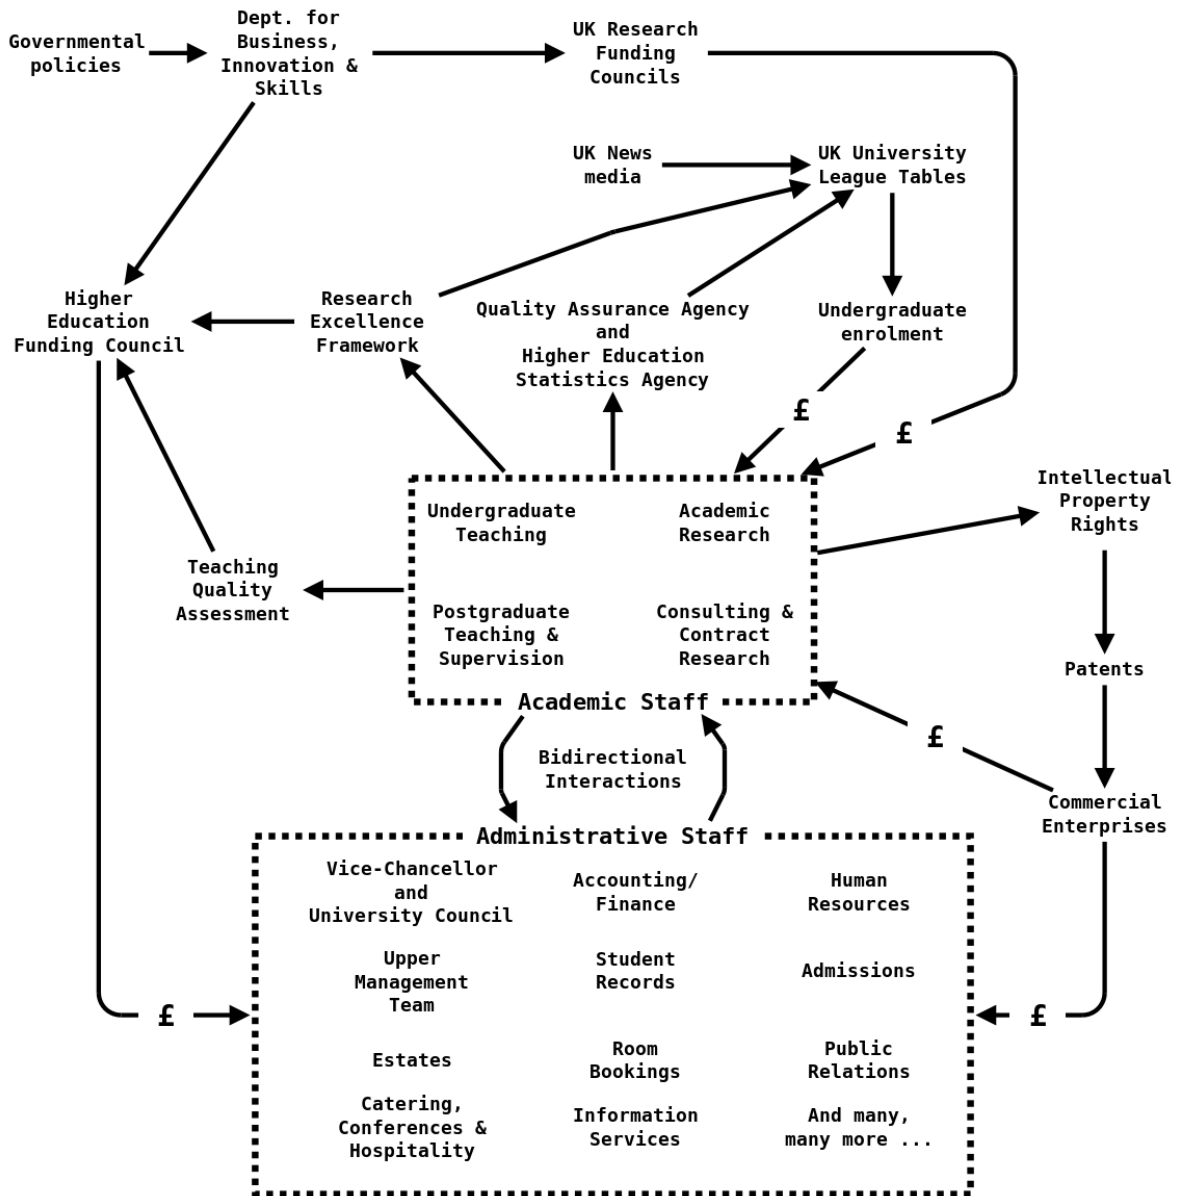 Governmental
policies
Dept. for
Business,
Innovation &
Skills
UK Research
Funding
Councils
UK News
media
UK University
League Tables
Higher
Education
Funding Council
Research
Excellence
Framework
Quality Assurance Agency
and
Higher Education
Statistics Agency
Undergraduate
enrolment
£
£
Intellectual
Property
Rights
Undergraduate
Teaching
Academic
Research
Teaching
Quality
Assessment
Postgraduate
Teaching &
Supervision
Consulting &
Contract
Research
Patents
Academic Staff
£
Bidirectional
Interactions
Commercial
Enterprises
Administrative Staff
Vice-Chancellor
and
University Council
Accounting/
Finance
Human
Resources
Upper
Management
Team
Student
Records
Admissions
£
£
Estates
Room
Bookings
Public
Relations
Catering,
Conferences &
Hospitality
Information
Services
And many,
many more ...